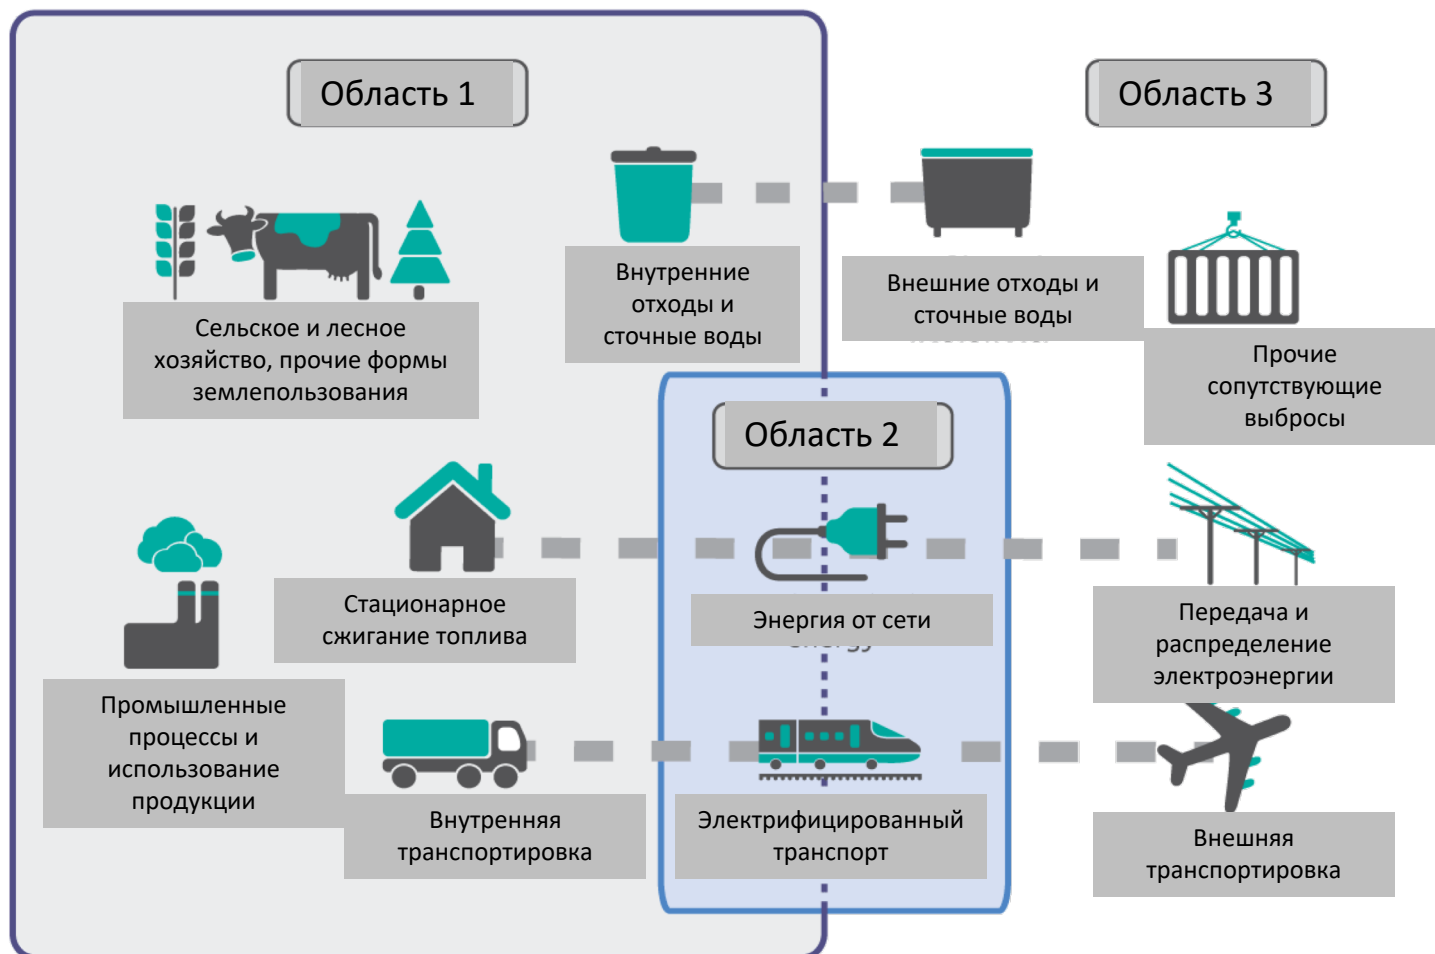 Область 1
Область 3
Внутренние
отходы и
сточные воды
Внешние отходы и
сточные воды
Сельское и лесное
хозяйство, прочие формы
землепользования
Прочие
сопутствующие
выбросы
Область 2
Стационарное
сжигание топлива
Энергия от сети
Передача и
распределение
электроэнергии
Промышленные
процессы и
использование
продукции
Внутренняя
транспортировка
Электрифицированный
транспорт
Внешняя
транспортировка